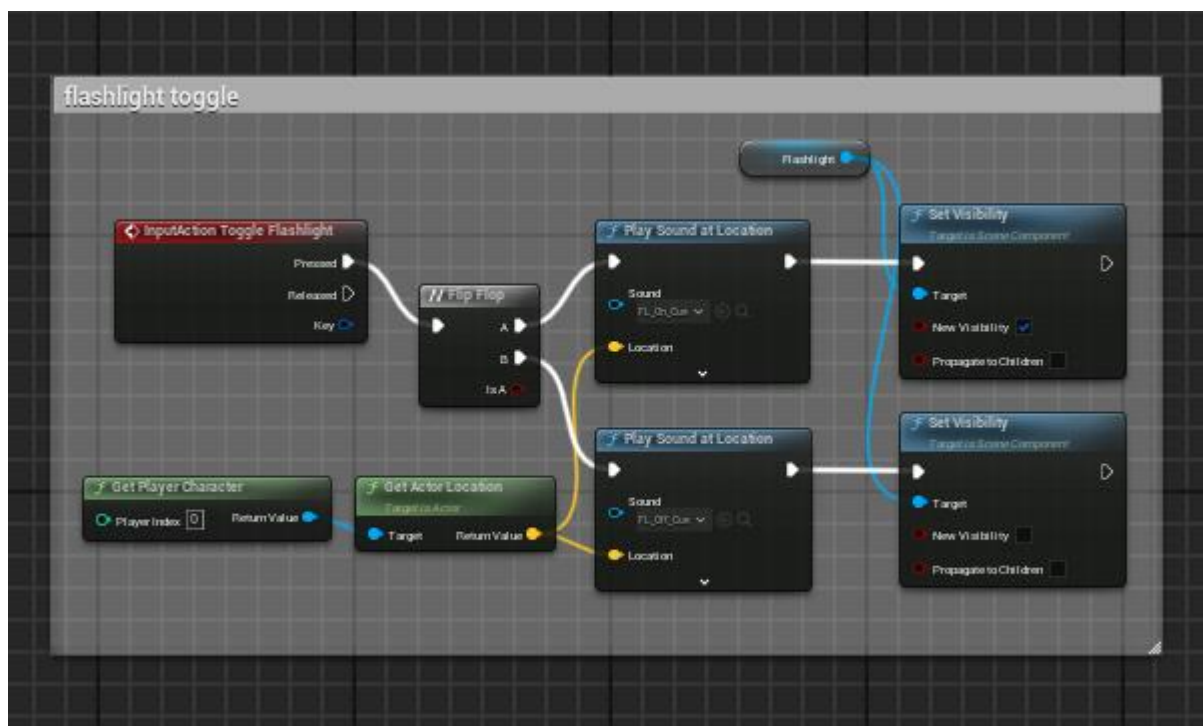 flashlight toggle
Flashlight
InputAction Toggle Flashlight
Pressed
Released
Key
Flip Flop
A
B
Is A
Play Sound at Location
Sound
FL_On_Cue
Location
Set Visibility
Target is Scene Component
Target
New Visibility
Propagate to Children
Get Player Character
Player Index 0
Return Value
Get Actor Location
Target is Actor
Target
Return Value
Play Sound at Location
Sound
FL_Off_Cue
Location
Set Visibility
Target is Scene Component
Target
New Visibility
Propagate to Children